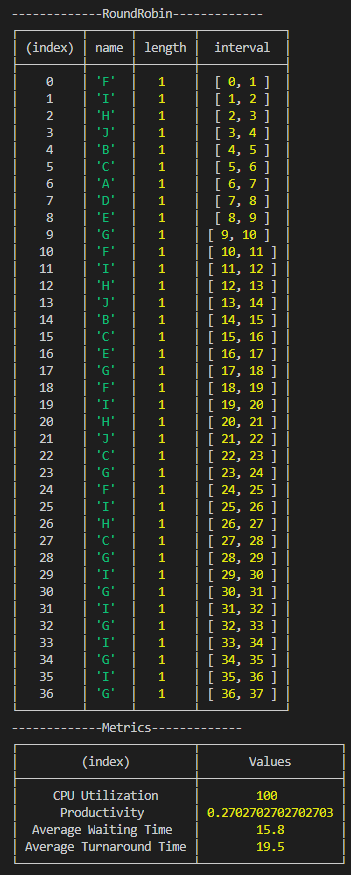 -------------RoundRobin-------------
(index) name length interval
0 'F' 1 [ 0, 1 ]
1 'I' 1 [ 1, 2 ]
2 'H' 1 [ 2, 3 ]
3 'J' 1 [ 3, 4 ]
4 'B' 1 [ 4, 5 ]
5 'C' 1 [ 5, 6 ]
6 'A' 1 [ 6, 7 ]
7 'D' 1 [ 7, 8 ]
8 'E' 1 [ 8, 9 ]
9 'G' 1 [ 9, 10 ]
10 'F' 1 [ 10, 11 ]
11 'I' 1 [ 11, 12 ]
12 'H' 1 [ 12, 13 ]
13 'J' 1 [ 13, 14 ]
14 'B' 1 [ 14, 15 ]
15 'C' 1 [ 15, 16 ]
16 'E' 1 [ 16, 17 ]
17 'G' 1 [ 17, 18 ]
18 'F' 1 [ 18, 19 ]
19 'I' 1 [ 19, 20 ]
20 'H' 1 [ 20, 21 ]
21 'J' 1 [ 21, 22 ]
22 'C' 1 [ 22, 23 ]
23 'G' 1 [ 23, 24 ]
24 'F' 1 [ 24, 25 ]
25 'I' 1 [ 25, 26 ]
26 'H' 1 [ 26, 27 ]
27 'C' 1 [ 27, 28 ]
28 'G' 1 [ 28, 29 ]
29 'I' 1 [ 29, 30 ]
30 'G' 1 [ 30, 31 ]
31 'I' 1 [ 31, 32 ]
32 'G' 1 [ 32, 33 ]
33 'I' 1 [ 33, 34 ]
34 'G' 1 [ 34, 35 ]
35 'I' 1 [ 35, 36 ]
36 'G' 1 [ 36, 37 ]
-------------Metrics-------------
(index) Values
CPU Utilization 100
Productivity 0.2702702702702703
Average Waiting Time 15.8
Average Turnaround Time 19.5